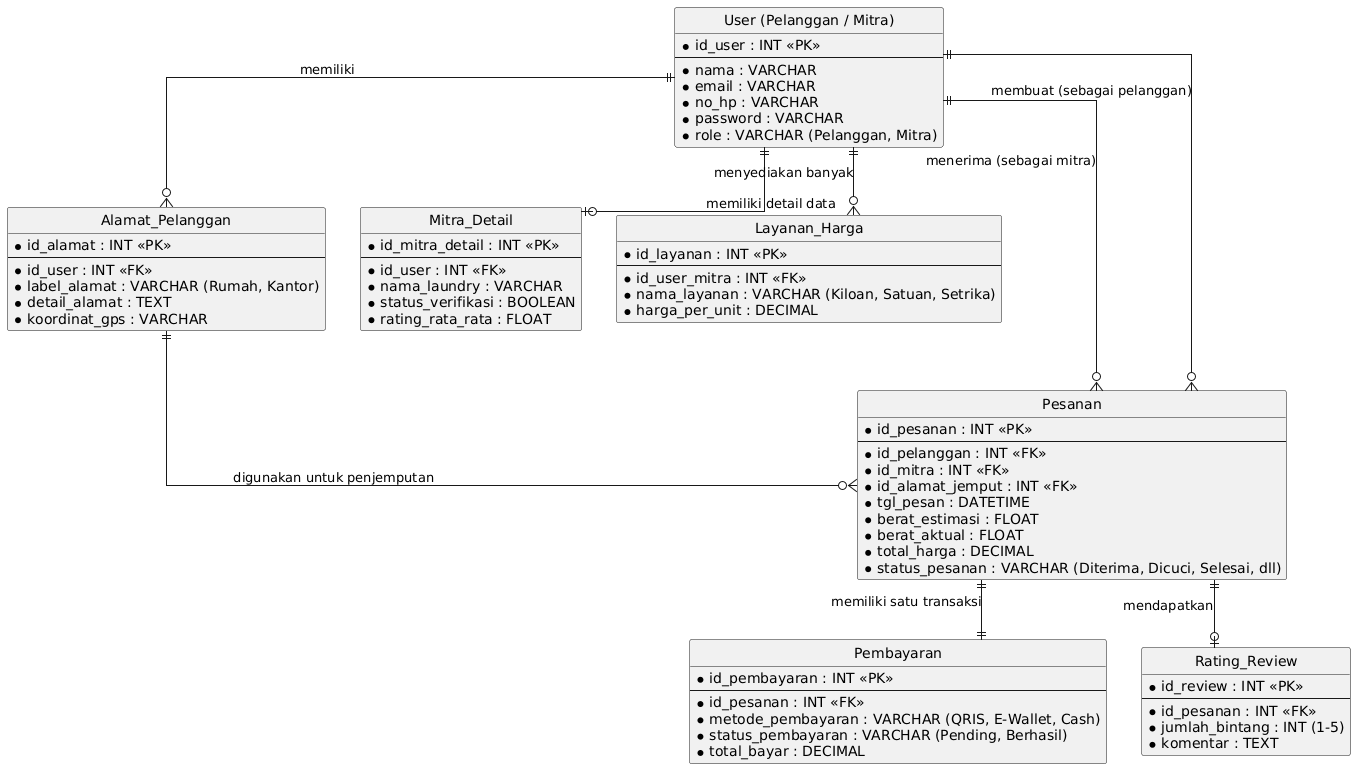 User (Pelanggan / Mitra)
id_user : INT «PK»
nama : VARCHAR
email : VARCHAR
no_hp : VARCHAR
password : VARCHAR
role : VARCHAR (Pelanggan, Mitra)
memiliki
membuat (sebagai pelanggan)
menerima (sebagai mitra)
menyediakan banyak
memiliki detail data
Alamat_Pelanggan
id_alamat : INT «PK»
id_user : INT «FK»
label_alamat : VARCHAR (Rumah, Kantor)
detail_alamat : TEXT
koordinat_gps : VARCHAR
Mitra_Detail
id_mitra_detail : INT «PK»
id_user : INT «FK»
nama_laundry : VARCHAR
status_verifikasi : BOOLEAN
rating_rata_rata : FLOAT
Layanan_Harga
id_layanan : INT «PK»
id_user_mitra : INT «FK»
nama_layanan : VARCHAR (Kiloan, Satuan, Setrika)
harga_per_unit : DECIMAL
digunakan untuk penjemputan
Pesanan
id_pesanan : INT «PK»
id_pelanggan : INT «FK»
id_mitra : INT «FK»
id_alamat_jemput : INT «FK»
tgl_pesan : DATETIME
berat_estimasi : FLOAT
berat_aktual : FLOAT
total_harga : DECIMAL
status_pesanan : VARCHAR (Diterima, Dicuci, Selesai, dll)
memiliki satu transaksi
mendapatkan
Pembayaran
id_pembayaran : INT «PK»
id_pesanan : INT «FK»
metode_pembayaran : VARCHAR (QRIS, E-Wallet, Cash)
status_pembayaran : VARCHAR (Pending, Berhasil)
total_bayar : DECIMAL
Rating_Review
id_review : INT «PK»
id_pesanan : INT «FK»
jumlah_bintang : INT (1-5)
komentar : TEXT